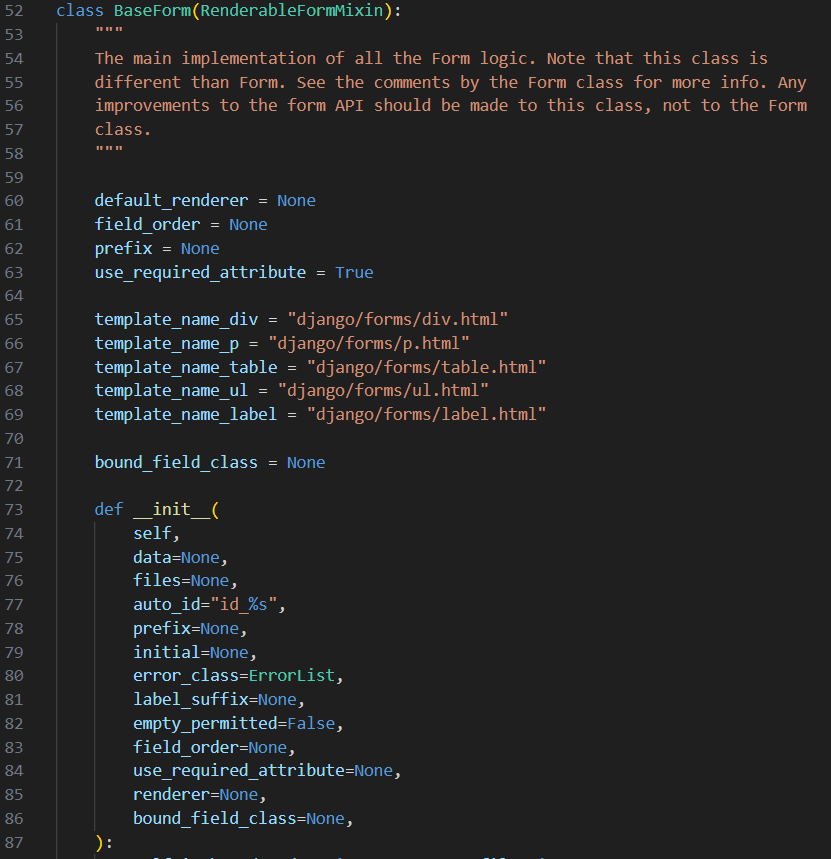 52 class BaseForm(RenderableFormMixin):
53     """
54     The main implementation of all the Form logic. Note that this class is
55     different than Form. See the comments by the Form class for more info. Any
56     improvements to the form API should be made to this class, not to the Form
57     class.
58     """
59
60     default_renderer = None
61     field_order = None
62     prefix = None
63     use_required_attribute = True
64
65     template_name_div = "django/forms/div.html"
66     template_name_p = "django/forms/p.html"
67     template_name_table = "django/forms/table.html"
68     template_name_ul = "django/forms/ul.html"
69     template_name_label = "django/forms/label.html"
70
71     bound_field_class = None
72
73     def __init__(
74         self,
75         data=None,
76         files=None,
77         auto_id="id_%s",
78         prefix=None,
79         initial=None,
80         error_class=ErrorList,
81         label_suffix=None,
82         empty_permitted=False,
83         field_order=None,
84         use_required_attribute=None,
85         renderer=None,
86         bound_field_class=None,
87     ):